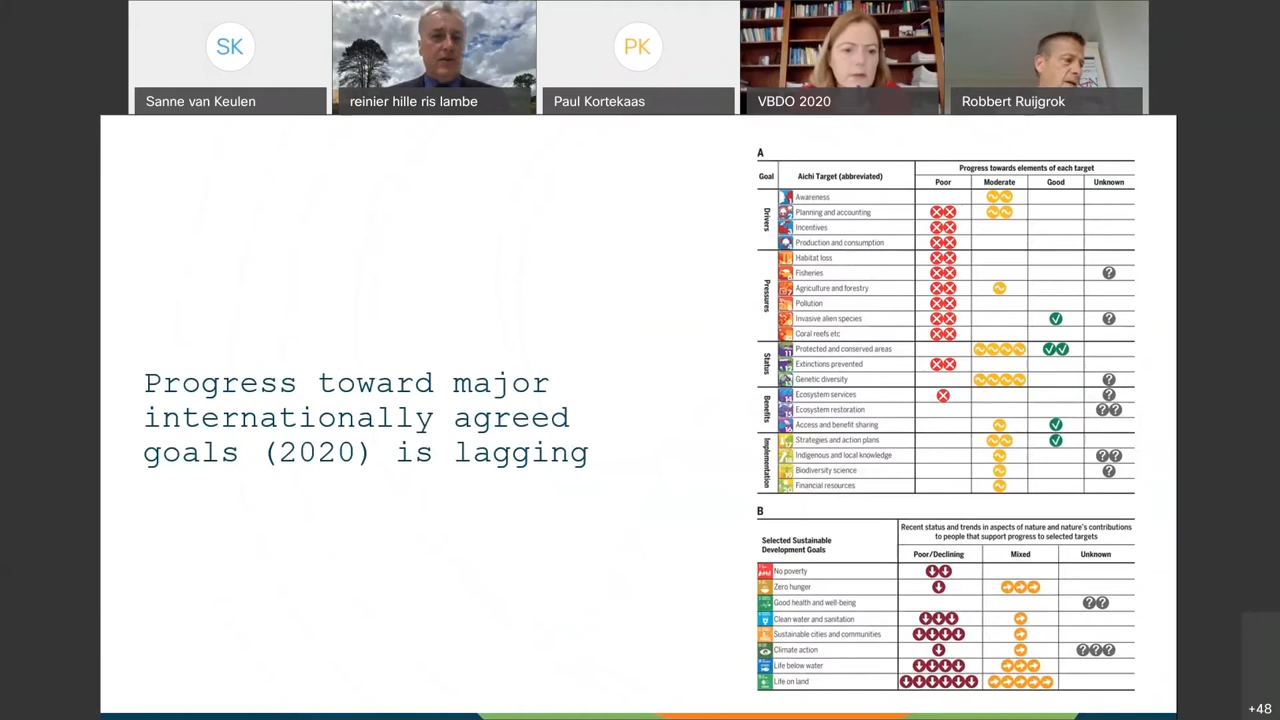 SK
PK
Sanne van Keulen
reinier hille ris lambe
Paul Kortekaas
VBDO 2020
Robbert Ruijgrok
Progress toward major
internationally agreed
goals (2020) is lagging
A
Progress towards elements of each target
Goal Aichi Target (abbreviated) Poor Moderate Good Unknown
Drivers
Awareness
Planning and accounting
Incentives
Production and consumption
Pressures
Habitat loss
Fisheries ?
Agriculture and forestry
Pollution
Invasive alien species ?
Coral reefs etc
Status
11 Protected and conserved areas
Extinctions prevented
Genetic diversity ?
Benefits
Ecosystem services ?
Ecosystem restoration ??
Access and benefit sharing
Implementation
Strategies and action plans
Indigenous and local knowledge ??
Biodiversity science ?
Financial resources
B
Selected Sustainable
Development Goals
Recent status and trends in aspects of nature and nature's contributions
to people that support progress to selected targets
Poor/Declining Mixed Unknown
No poverty
Zero hunger
Good health and well-being ??
Clean water and sanitation
Sustainable cities and communities
Climate action ???
Life below water
Life on land
+48